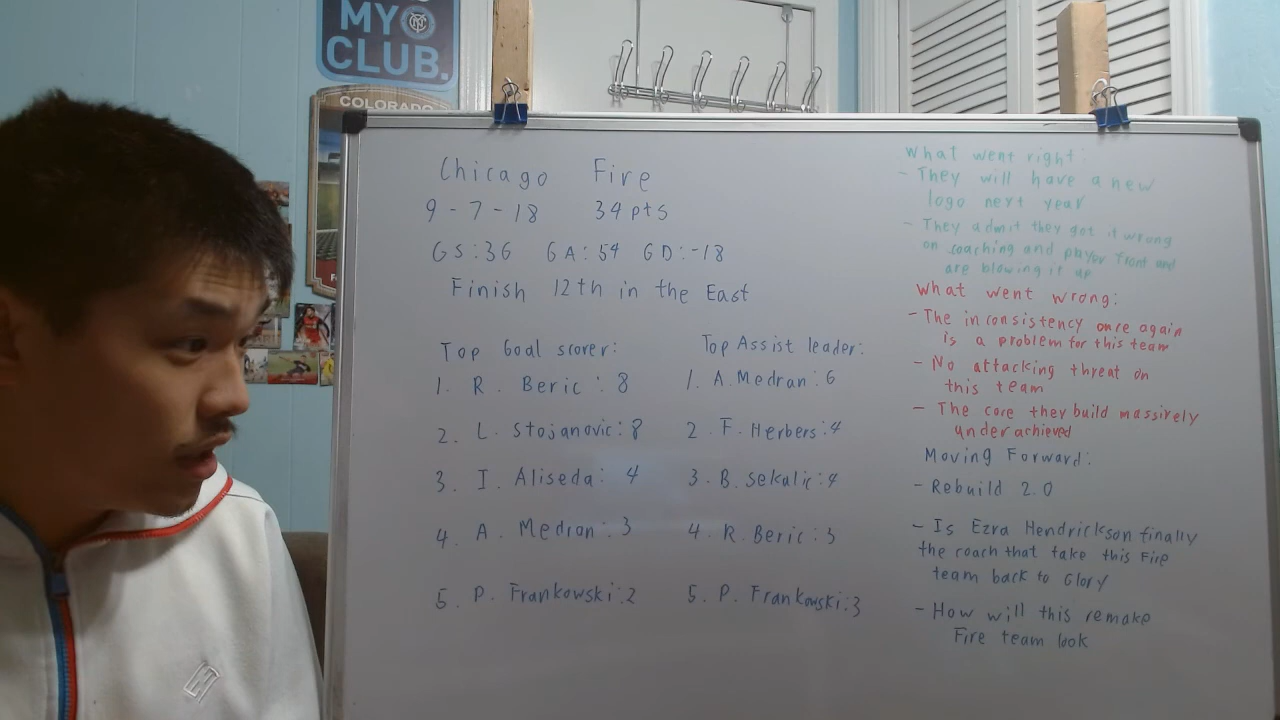 MY
CLUB.
COLORADO
Chicago Fire
9-7-18 34pts
GS:36 GA:54 GD:-18
Finish 12th in the East
Top Goal scorer:
1. R. Beric: 8
2. L. Stojanovic:8
3. I. Aliseda: 4
4. A. Medran:3
5. P. Frankowski:2
Top Assist leader:
1. A.Medran:6
2. F. Herbers:4
3. B. Sekulic:4
4. R. Beric:3
5. P. Frankowski:3
What went right:
- They will have a new
logo next year
- They admit they got it wrong
on coaching and player front and
are blowing it up
What went wrong:
- The inconsistency once again
is a problem for this team
- No attacking threat on
this team
- The core they build massively
underachieved
Moving Forward:
- Rebuild 2.0
- Is Ezra Hendrickson finally
the coach that take this Fire
team back to Glory
- How will this remake
Fire team look